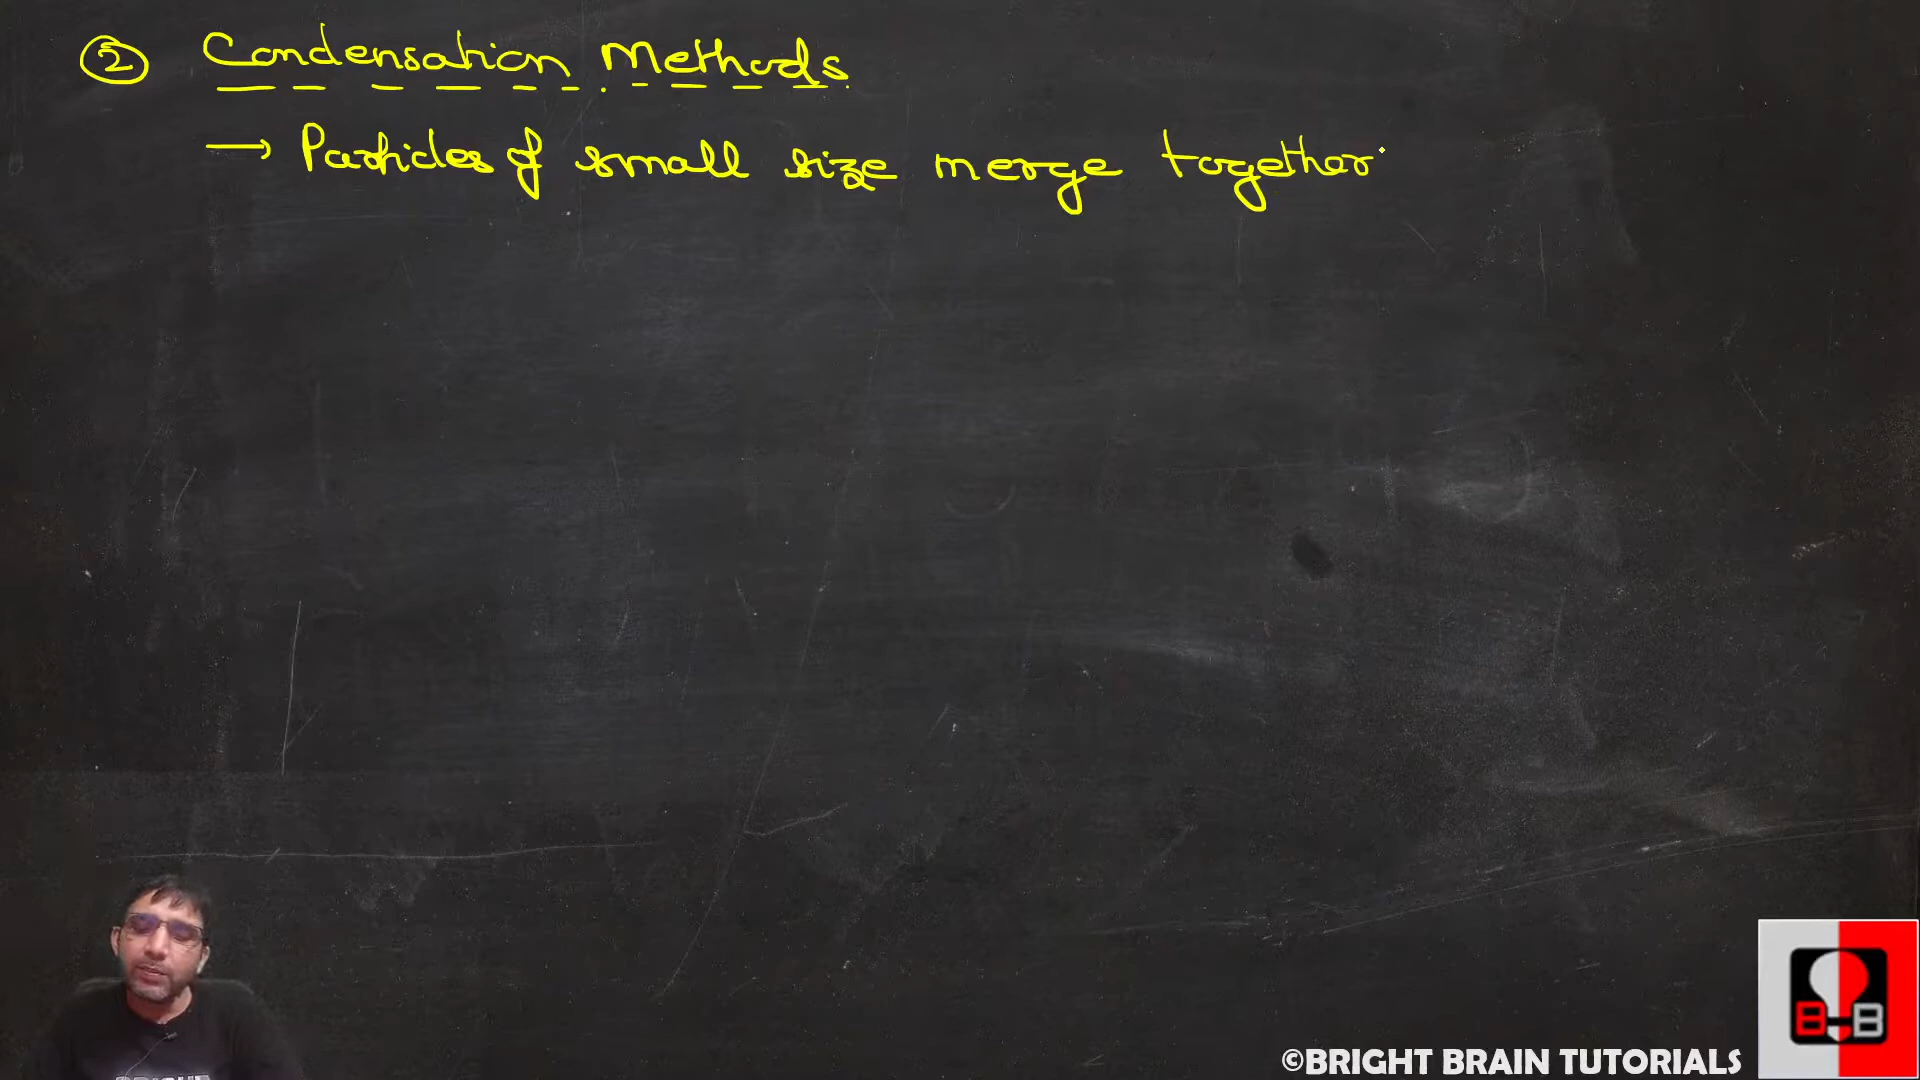 ② Condensation Methods
→ Particles of small size merge together
B-B
©BRIGHT BRAIN TUTORIALS